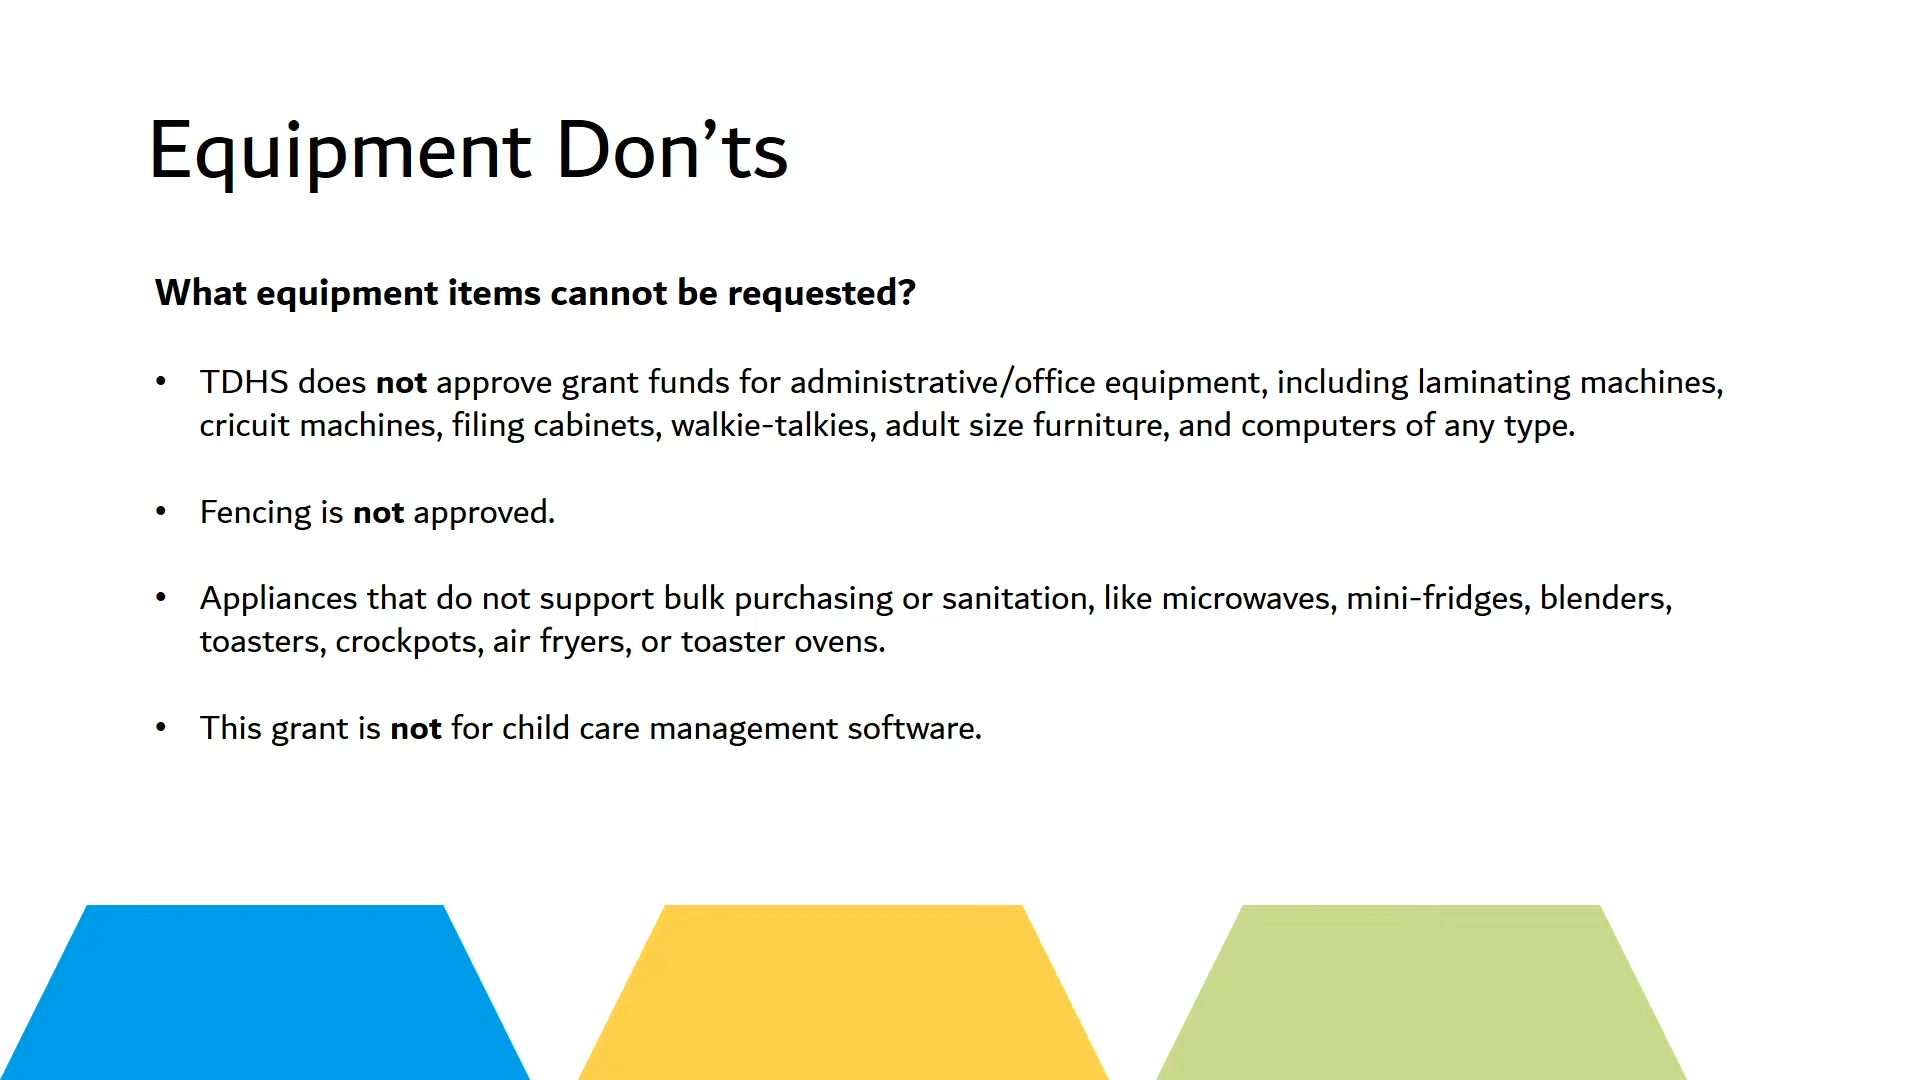 Equipment Don’ts
What equipment items cannot be requested?
• TDHS does not approve grant funds for administrative/office equipment, including laminating machines,
cricuit machines, filing cabinets, walkie-talkies, adult size furniture, and computers of any type.
• Fencing is not approved.
• Appliances that do not support bulk purchasing or sanitation, like microwaves, mini-fridges, blenders,
toasters, crockpots, air fryers, or toaster ovens.
• This grant is not for child care management software.